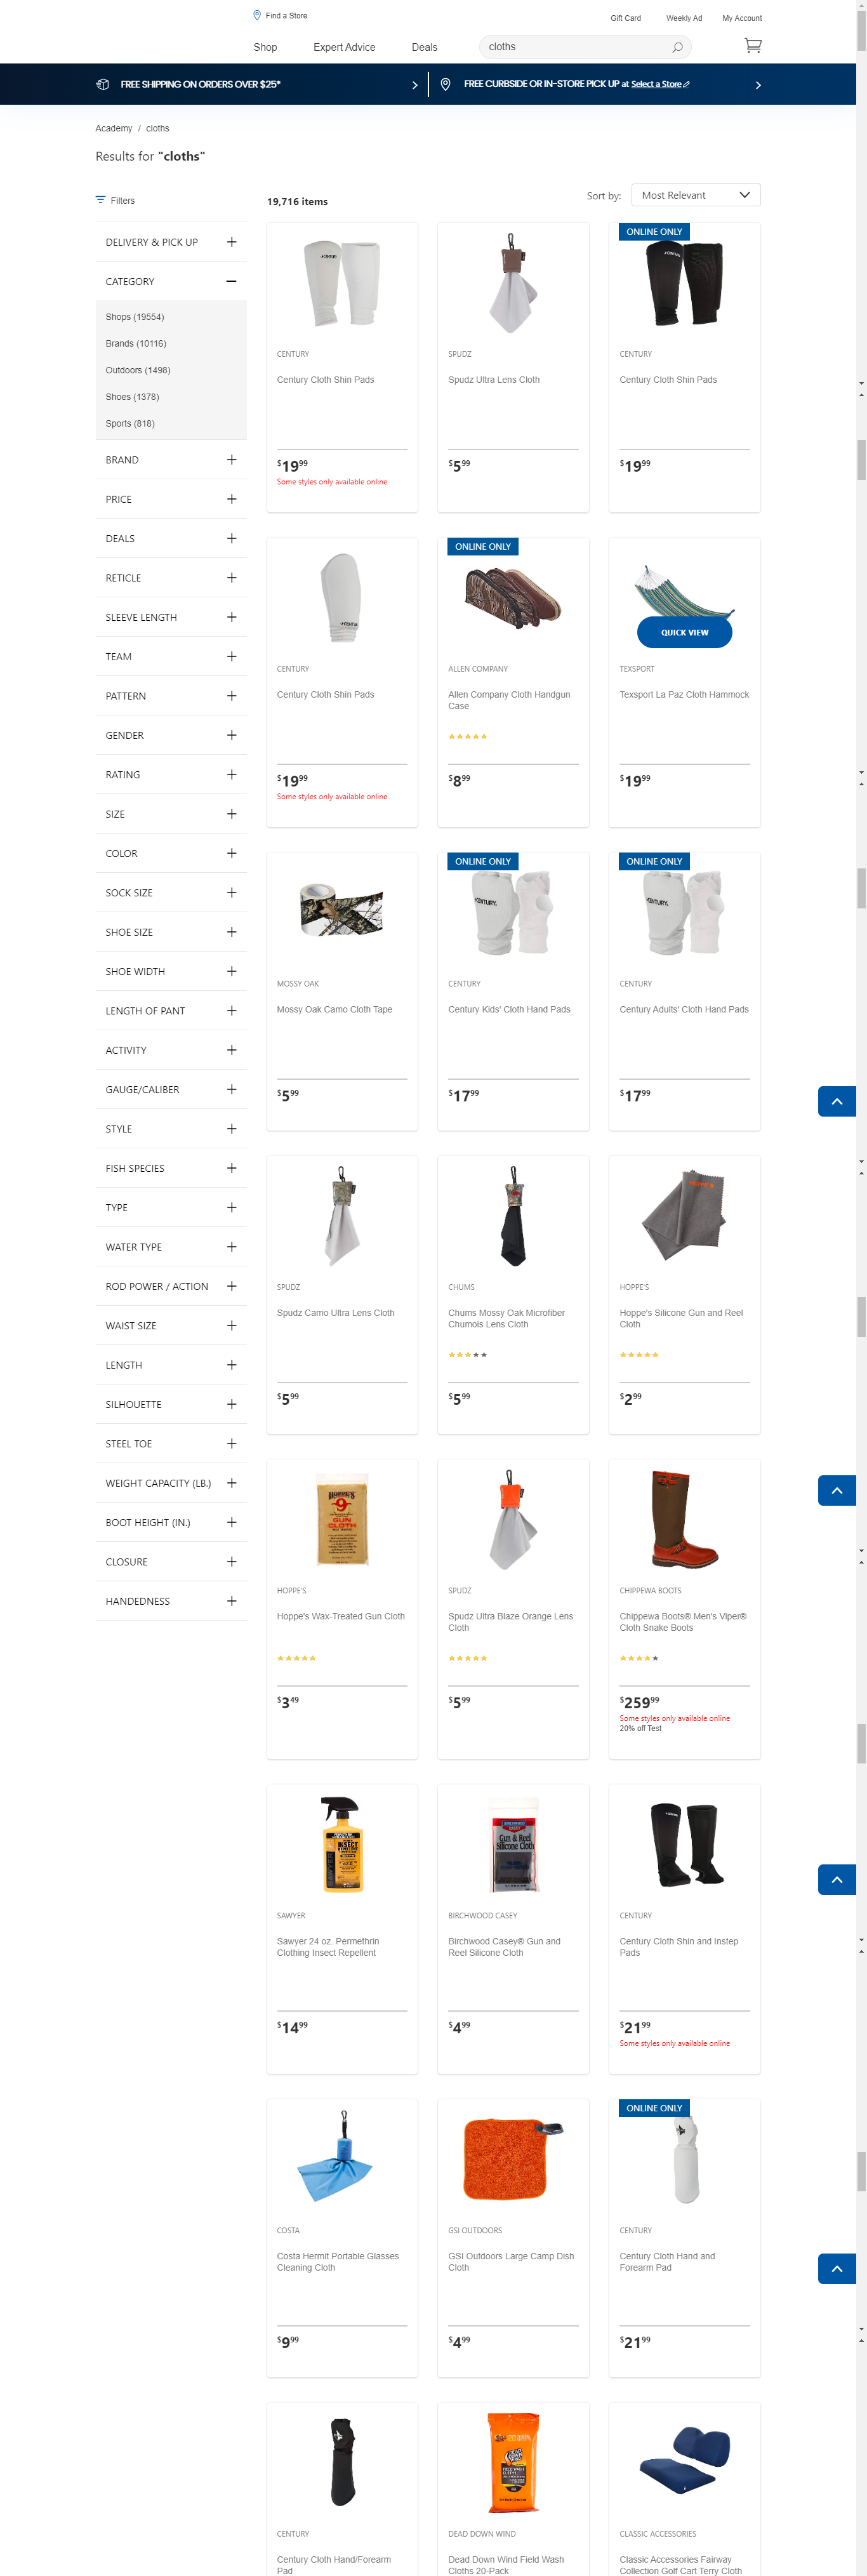 Find a Store
Gift Card
Weekly Ad
My Account
Shop
Expert Advice
Deals
cloths
FREE SHIPPING ON ORDERS OVER $25*
FREE CURBSIDE OR IN-STORE PICK UP at Select a Store
Academy / cloths
Results for "cloths"
Filters
19,716 items
Sort by:
Most Relevant
DELIVERY & PICK UP
CATEGORY
Shops (19554)
Brands (10116)
Outdoors (1498)
Shoes (1378)
Sports (818)
BRAND
PRICE
DEALS
RETICLE
SLEEVE LENGTH
TEAM
PATTERN
GENDER
RATING
SIZE
COLOR
SOCK SIZE
SHOE SIZE
SHOE WIDTH
LENGTH OF PANT
ACTIVITY
GAUGE/CALIBER
STYLE
FISH SPECIES
TYPE
WATER TYPE
ROD POWER / ACTION
WAIST SIZE
LENGTH
SILHOUETTE
STEEL TOE
WEIGHT CAPACITY (LB.)
BOOT HEIGHT (IN.)
CLOSURE
HANDEDNESS
CENTURY
Century Cloth Shin Pads
$19 99
Some styles only available online
SPUDZ
Spudz Ultra Lens Cloth
$5 99
ONLINE ONLY
CENTURY
Century Cloth Shin Pads
$19 99
CENTURY
Century Cloth Shin Pads
$19 99
Some styles only available online
ONLINE ONLY
ALLEN COMPANY
Allen Company Cloth Handgun
Case
$8 99
QUICK VIEW
TEXSPORT
Texsport La Paz Cloth Hammock
$19 99
MOSSY OAK
Mossy Oak Camo Cloth Tape
$5 99
ONLINE ONLY
CENTURY
CENTURY
Century Kids' Cloth Hand Pads
$17 99
ONLINE ONLY
CENTURY
CENTURY
Century Adults' Cloth Hand Pads
$17 99
SPUDZ
Spudz Camo Ultra Lens Cloth
$5 99
CHUMS
Chums Mossy Oak Microfiber
Chumois Lens Cloth
$5 99
HOPPE'S
HOPPE'S
Hoppe's Silicone Gun and Reel
Cloth
$2 99
HOPPE'S
9
GUN
CLOTH
HOPPE'S
Hoppe's Wax-Treated Gun Cloth
$3 49
SPUDZ
Spudz Ultra Blaze Orange Lens
Cloth
$5 99
CHIPPEWA BOOTS
Chippewa Boots® Men's Viper®
Cloth Snake Boots
$259 99
Some styles only available online
20% off Test
INSECT
SAWYER
Sawyer 24 oz. Permethrin
Clothing Insect Repellent
$14 99
Gun & Reel
Silicone Cloth
BIRCHWOOD CASEY
Birchwood Casey® Gun and
Reel Silicone Cloth
$4 99
CENTURY
Century Cloth Shin and Instep
Pads
$21 99
Some styles only available online
COSTA
Costa Hermit Portable Glasses
Cleaning Cloth
$9 99
GSI OUTDOORS
GSI Outdoors Large Camp Dish
Cloth
$4 99
ONLINE ONLY
CENTURY
Century Cloth Hand and
Forearm Pad
$21 99
CENTURY
Century Cloth Hand/Forearm
Pad
DEAD DOWN WIND
Dead Down Wind Field Wash
Cloths 20-Pack
CLASSIC ACCESSORIES
Classic Accessories Fairway
Collection Golf Cart Terry Cloth